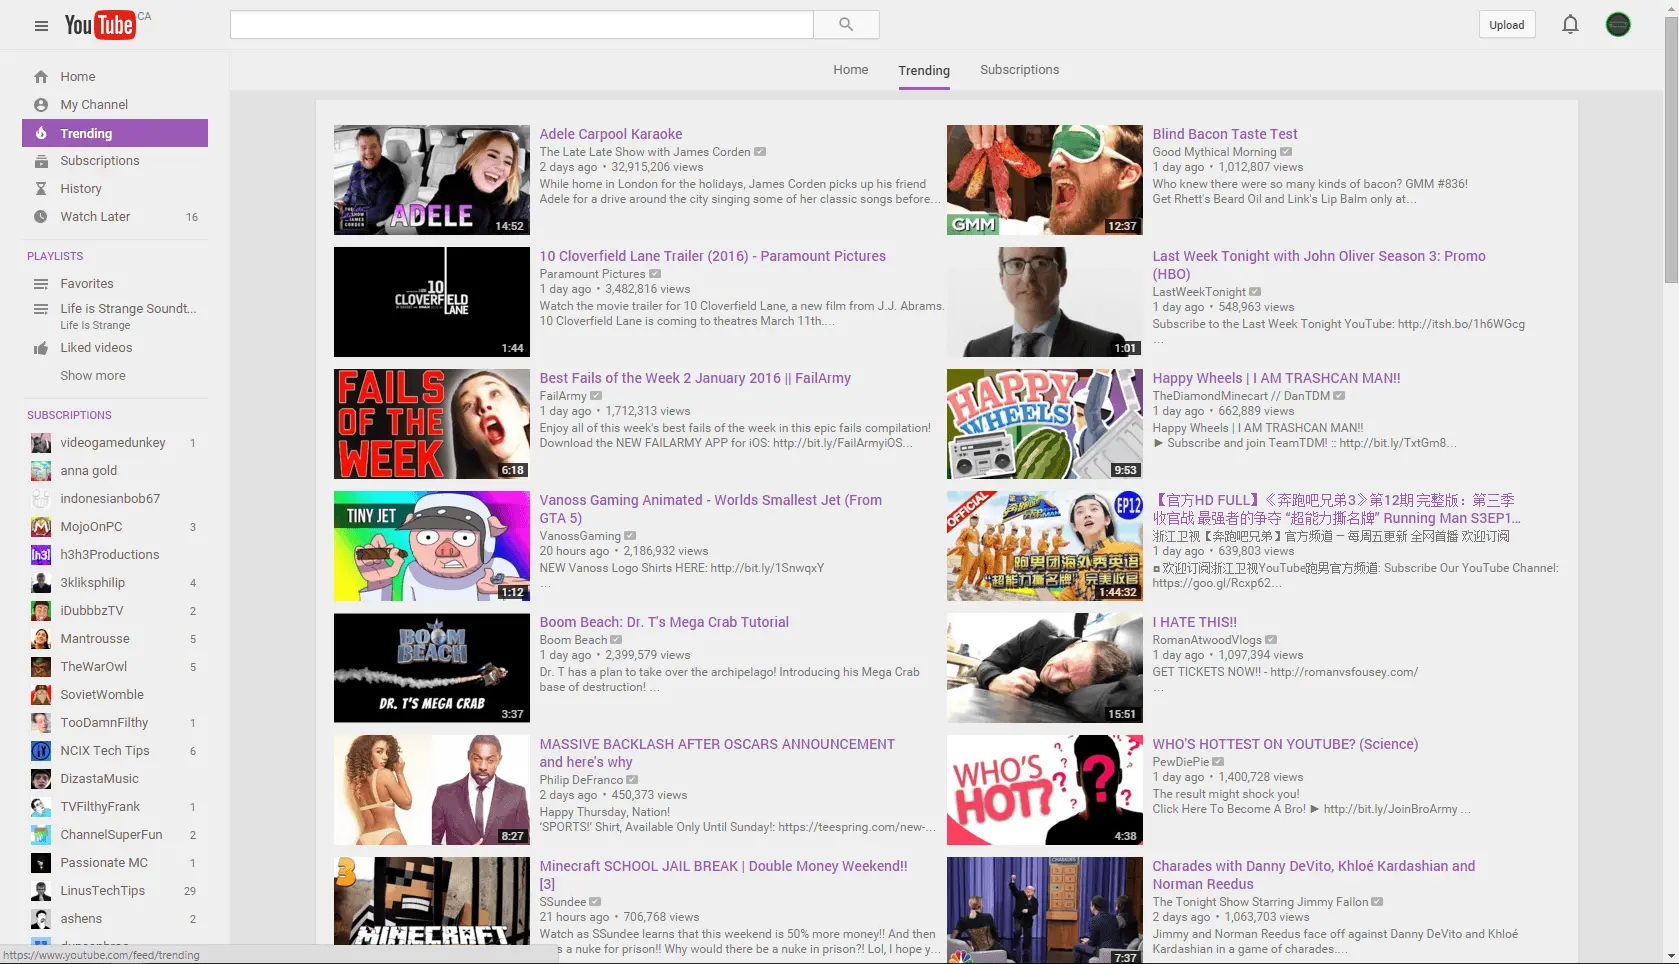 YouTube CA
Upload
Home
My Channel
Trending
Subscriptions
History
Watch Later 16
PLAYLISTS
Favorites
Life is Strange Soundt...
Life Is Strange
Liked videos
Show more
SUBSCRIPTIONS
videogamedunkey 1
anna gold
indonesianbob67
MojoOnPC 3
h3h3Productions
3kliksphilip 4
iDubbbzTV 2
Mantrousse 5
TheWarOwl 5
SovietWomble
TooDamnFilthy 1
NCIX Tech Tips 6
DizastaMusic
TVFilthyFrank 1
ChannelSuperFun 2
Passionate MC 1
LinusTechTips 29
ashens 2
https://www.youtube.com/feed/trending
Home Trending Subscriptions
ADELE
14:52
Adele Carpool Karaoke
The Late Late Show with James Corden
2 days ago • 32,915,206 views
While home in London for the holidays, James Corden picks up his friend
Adele for a drive around the city singing some of her classic songs before...
GMM
12:37
Blind Bacon Taste Test
Good Mythical Morning
1 day ago • 1,012,807 views
Who knew there were so many kinds of bacon? GMM #836!
Get Rhett's Beard Oil and Link's Lip Balm only at...
10
CLOVERFIELD
LANE
1:44
10 Cloverfield Lane Trailer (2016) - Paramount Pictures
Paramount Pictures
1 day ago • 3,482,816 views
Watch the movie trailer for 10 Cloverfield Lane, a new film from J.J. Abrams.
10 Cloverfield Lane is coming to theatres March 11th....
1:01
Last Week Tonight with John Oliver Season 3: Promo
(HBO)
LastWeekTonight
1 day ago • 548,963 views
Subscribe to the Last Week Tonight YouTube: http://itsh.bo/1h6WGcg
...
FAILS
OF THE
WEEK
6:18
Best Fails of the Week 2 January 2016 || FailArmy
FailArmy
1 day ago • 1,712,313 views
Enjoy all of this week's best fails of the week in this epic fails compilation!
Download the NEW FAILARMY APP for iOS: http://bit.ly/FailArmyiOS...
HAPPY
WHEELS
9:53
Happy Wheels | I AM TRASHCAN MAN!!
TheDiamondMinecart // DanTDM
1 day ago • 662,889 views
Happy Wheels | I AM TRASHCAN MAN!!
► Subscribe and join TeamTDM! :: http://bit.ly/TxtGm8...
TINY JET
1:12
Vanoss Gaming Animated - Worlds Smallest Jet (From
GTA 5)
VanossGaming
20 hours ago • 2,186,932 views
NEW Vanoss Logo Shirts HERE: http://bit.ly/1SnwqxY
...
OFFICIAL
EP12
跑男团海外秀英语
“超能力撕名牌”完美收官
1:44:32
【官方HD FULL】《奔跑吧兄弟3》第12期 完整版：第三季
收官战 最强者的争夺 “超能力撕名牌” Running Man S3EP1...
浙江卫视【奔跑吧兄弟】官方频道 – 每周五更新 全网首播 欢迎订阅
1 day ago • 639,803 views
¤ 欢迎订阅浙江卫视YouTube跑男官方频道: Subscribe Our YouTube Channel:
https://goo.gl/Rcxp62...
BOOM
BEACH
DR. T'S MEGA CRAB
3:37
Boom Beach: Dr. T's Mega Crab Tutorial
Boom Beach
1 day ago • 2,399,579 views
Dr. T has a plan to take over the archipelago! Introducing his Mega Crab
base of destruction! ...
15:51
I HATE THIS!!
RomanAtwoodVlogs
1 day ago • 1,097,394 views
GET TICKETS NOW!! - http://romanvsfousey.com/
...
8:27
MASSIVE BACKLASH AFTER OSCARS ANNOUNCEMENT
and here's why
Philip DeFranco
2 days ago • 450,373 views
Happy Thursday, Nation!
‘SPORTS!’ Shirt, Available Only Until Sunday!: https://teespring.com/new-...
WHO'S
HOT?
4:38
WHO'S HOTTEST ON YOUTUBE? (Science)
PewDiePie
1 day ago • 1,400,728 views
The result might shock you!
Click Here To Become A Bro! ► http://bit.ly/JoinBroArmy ...
3
MINECRAFT
Minecraft SCHOOL JAIL BREAK | Double Money Weekend!!
[3]
SSundee
21 hours ago • 706,768 views
Watch as SSundee learns that this weekend is 50% more money!! And then
s a nuke for prison!! Why would there be a nuke in prison?! Lol, I hope y...
CHARADES
7:37
Charades with Danny DeVito, Khloé Kardashian and
Norman Reedus
The Tonight Show Starring Jimmy Fallon
2 days ago • 1,063,703 views
Jimmy and Norman Reedus face off against Danny DeVito and Khloé
Kardashian in a game of charades....